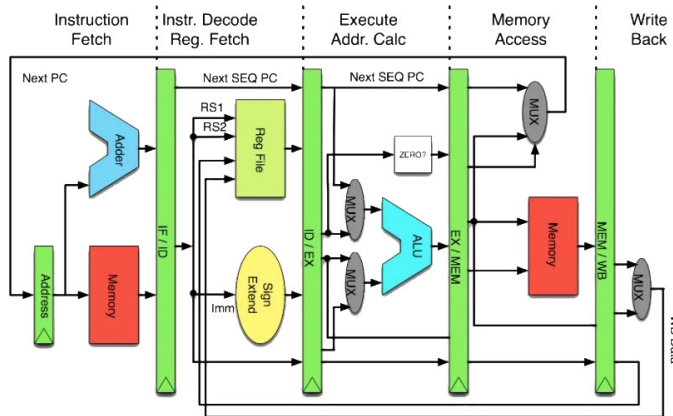 Instruction
Fetch
Instr. Decode
Reg. Fetch
Execute
Addr. Calc
Memory
Access
Write
Back
Next PC
Next SEQ PC
Next SEQ PC
MUX
RS1
RS2
Reg File
Adder
ZERO?
MUX
ALU
IF / ID
ID / EX
EX / MEM
MEM / WB
Address
Memory
Imm
Sign
Extend
MUX
Memory
MUX